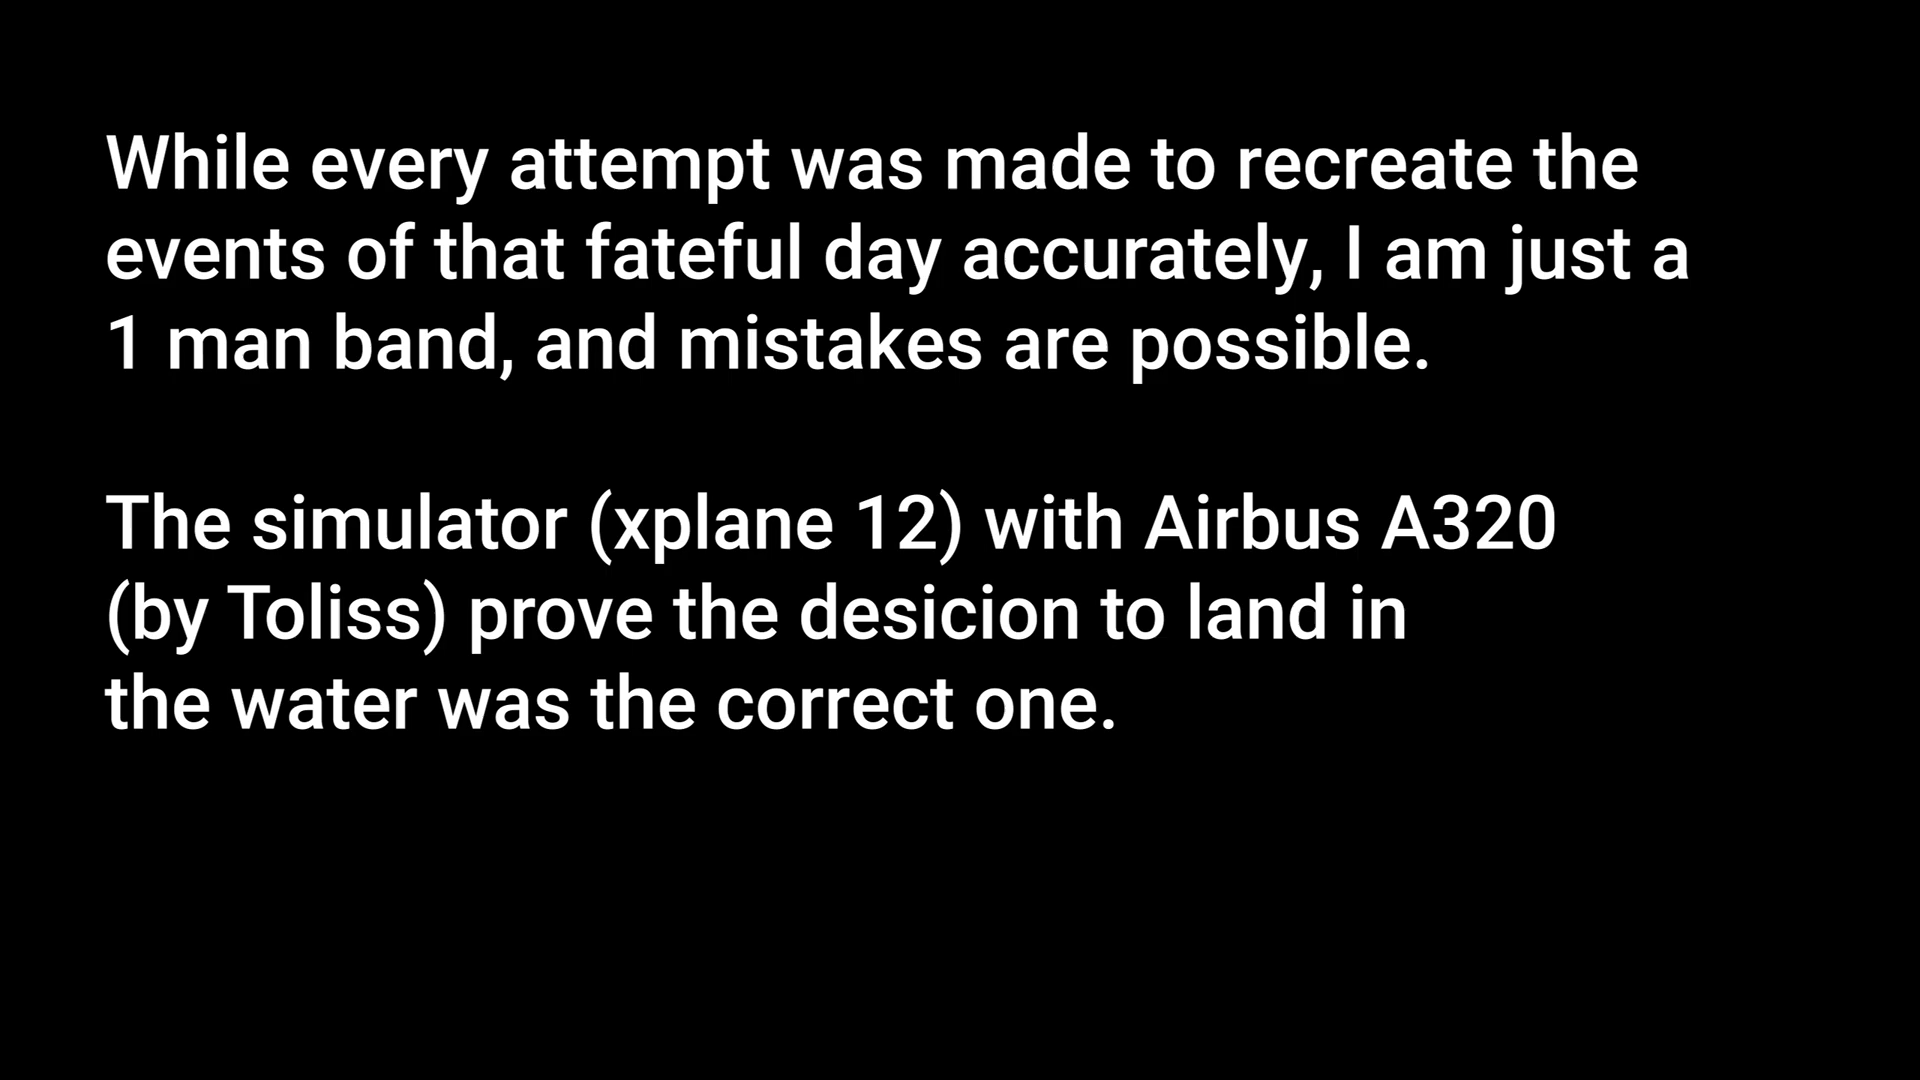 While every attempt was made to recreate the
events of that fateful day accurately, I am just a
1 man band, and mistakes are possible.
The simulator (xplane 12) with Airbus A320
(by Toliss) prove the desicion to land in
the water was the correct one.